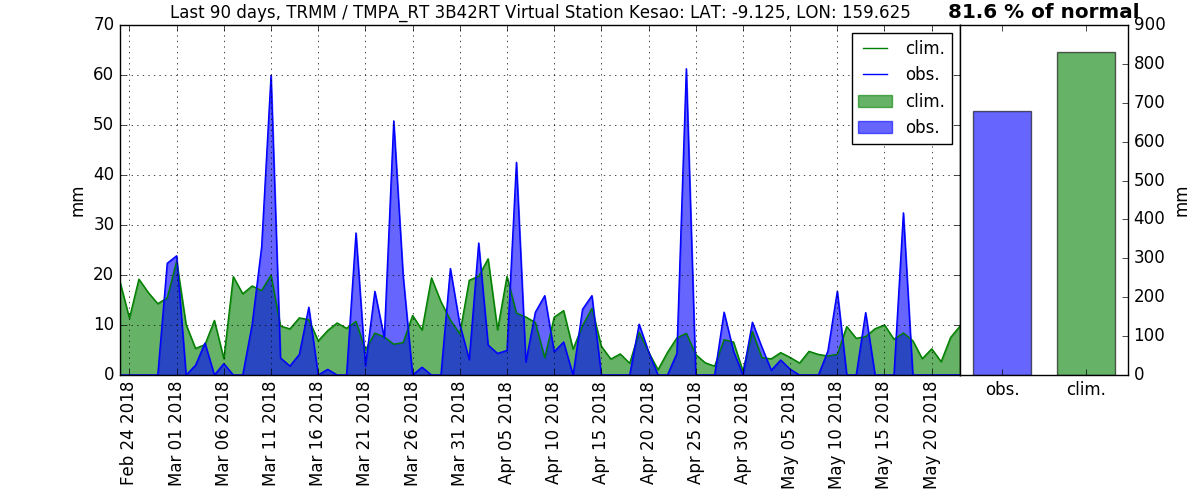 Last 90 days, TRMM / TMPA_RT 3B42RT Virtual Station Kesao: LAT: -9.125, LON: 159.625
81.6 % of normal
70
60
50
40
30
20
10
0
mm
clim.
obs.
clim.
obs.
Feb 24 2018
Mar 01 2018
Mar 06 2018
Mar 11 2018
Mar 16 2018
Mar 21 2018
Mar 26 2018
Mar 31 2018
Apr 05 2018
Apr 10 2018
Apr 15 2018
Apr 20 2018
Apr 25 2018
Apr 30 2018
May 05 2018
May 10 2018
May 15 2018
May 20 2018
900
800
700
600
500
400
300
200
100
0
mm
obs.
clim.